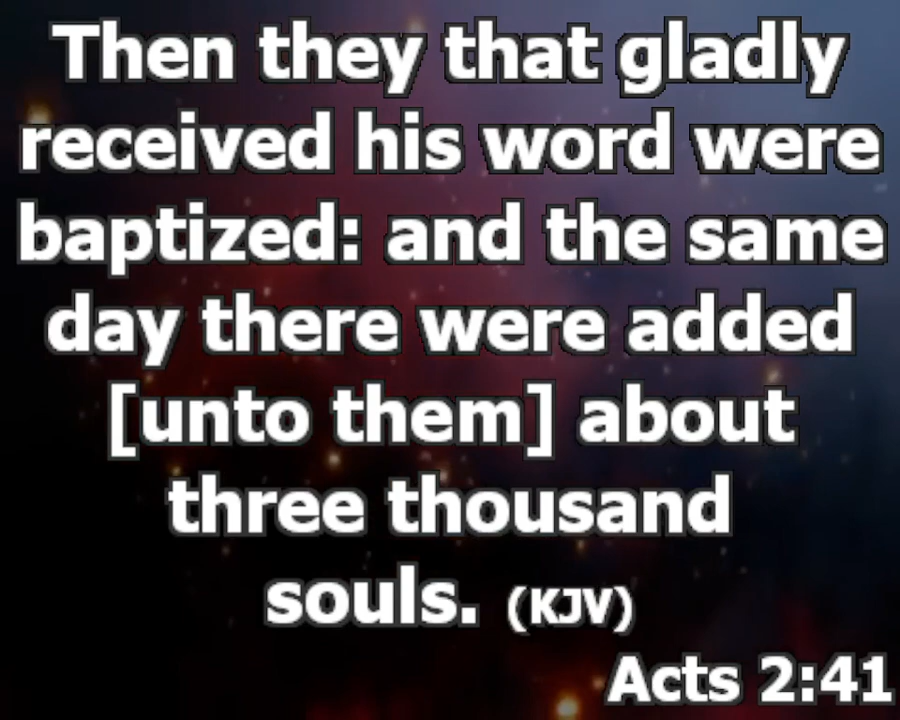 Then they that gladly
received his word were
baptized: and the same
day there were added
[unto them] about
three thousand
souls. (KJV)
Acts 2:41